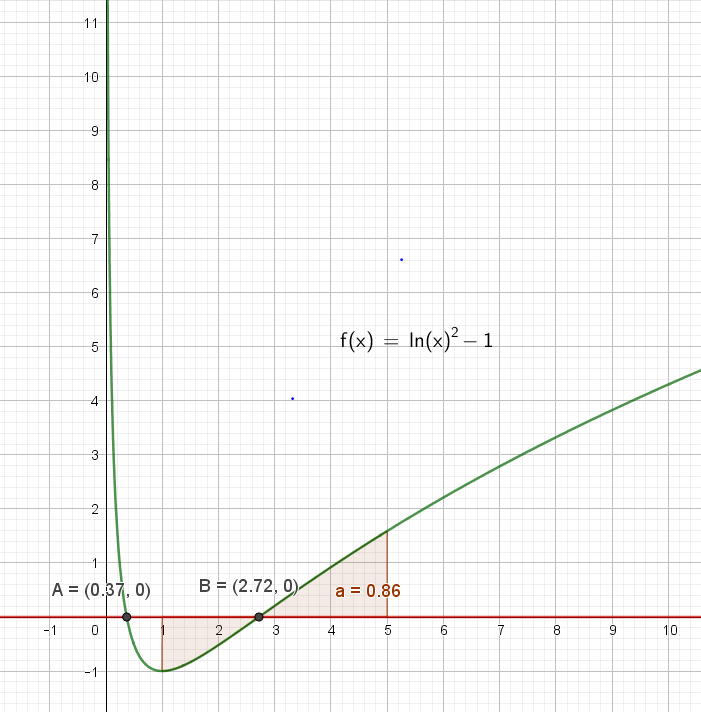 11
10
9
8
7
6
f(x) = ln(x)² − 1
5
4
3
2
1
A = (0.37, 0)
B = (2.72, 0)
a = 0.86
−1 0 1 2 3 4 5 6 7 8 9 10
−1